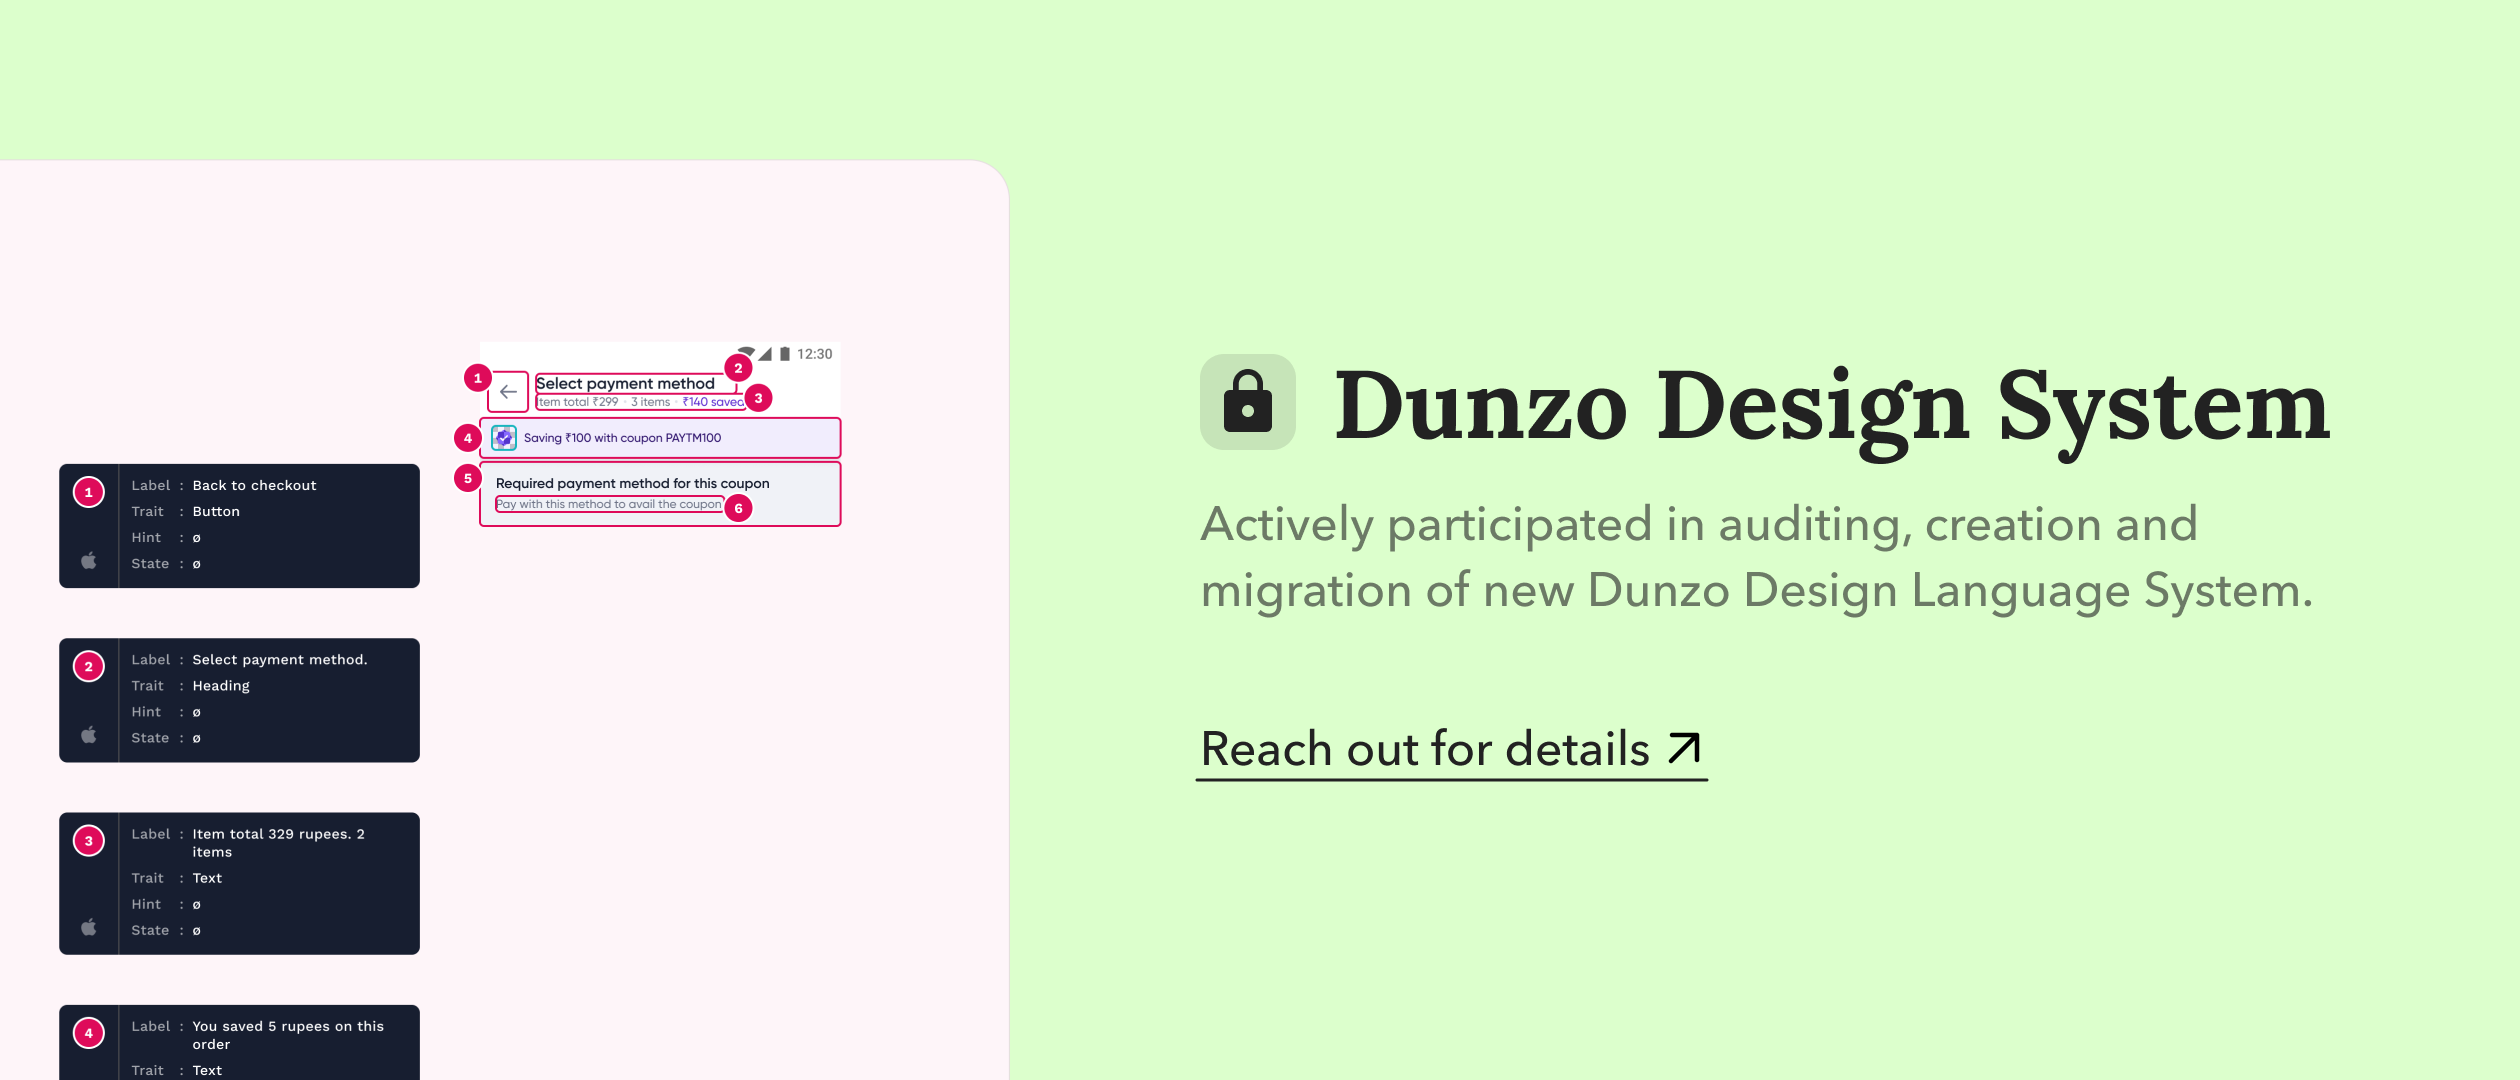 12:30
1
2
Select payment method
tem total ₹299 · 3 items · ₹140 saved
3
4
Saving ₹100 with coupon PAYTM100
5
Required payment method for this coupon
Pay with this method to avail the coupon
6
1
Label : Back to checkout
Trait : Button
Hint : ø
State : ø
2
Label : Select payment method.
Trait : Heading
Hint : ø
State : ø
3
Label : Item total 329 rupees. 2
items
Trait : Text
Hint : ø
State : ø
4
Label : You saved 5 rupees on this
order
Trait : Text
Dunzo Design System
Actively participated in auditing, creation and
migration of new Dunzo Design Language System.
Reach out for details